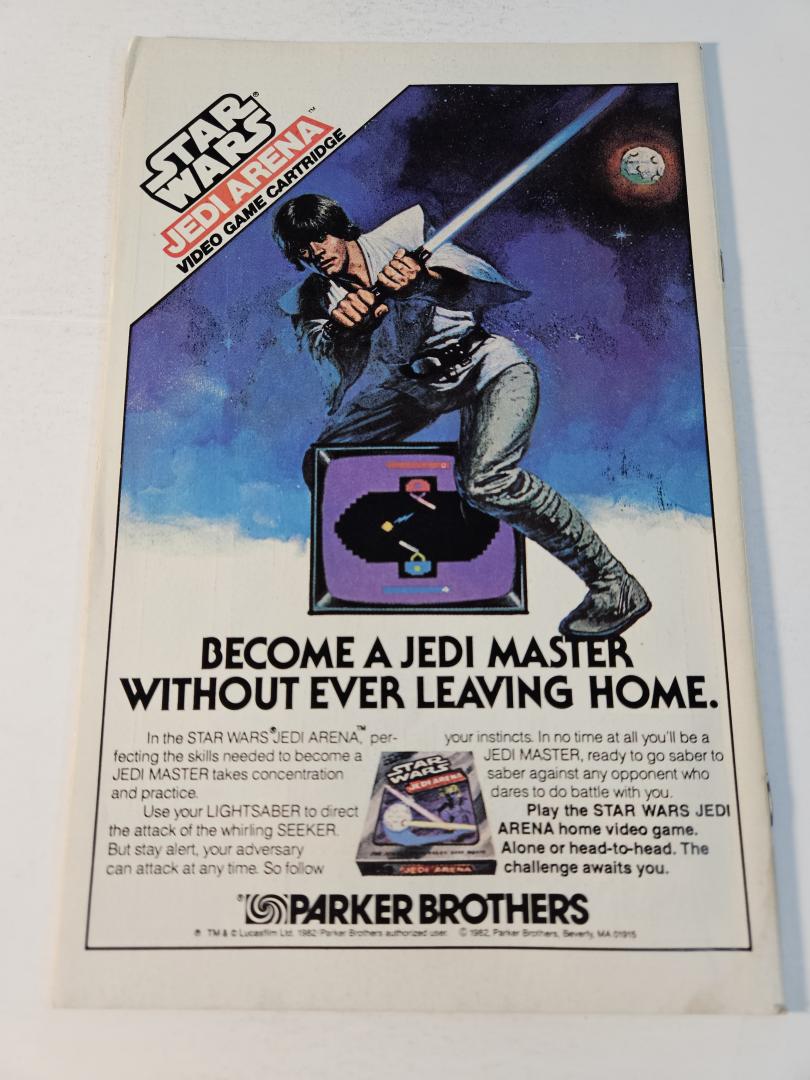 STAR®
WARS
JEDI ARENA™
VIDEO GAME CARTRIDGE
BECOME A JEDI MASTER
WITHOUT EVER LEAVING HOME.
In the STAR WARS® JEDI ARENA,™ per-
fecting the skills needed to become a
JEDI MASTER takes concentration
and practice.
Use your LIGHTSABER to direct
the attack of the whirling SEEKER.
But stay alert, your adversary
can attack at any time. So follow
your instincts. In no time at all you'll be a
JEDI MASTER, ready to go saber to
saber against any opponent who
dares to do battle with you.
Play the STAR WARS JEDI
ARENA home video game.
Alone or head-to-head. The
challenge awaits you.
STAR
WARS
JEDI ARENA
JEDI ARENA
PARKER BROTHERS
® TM & © Lucasfilm Ltd. 1982 Parker Brothers authorized user. © 1982, Parker Brothers, Beverly, MA 01915